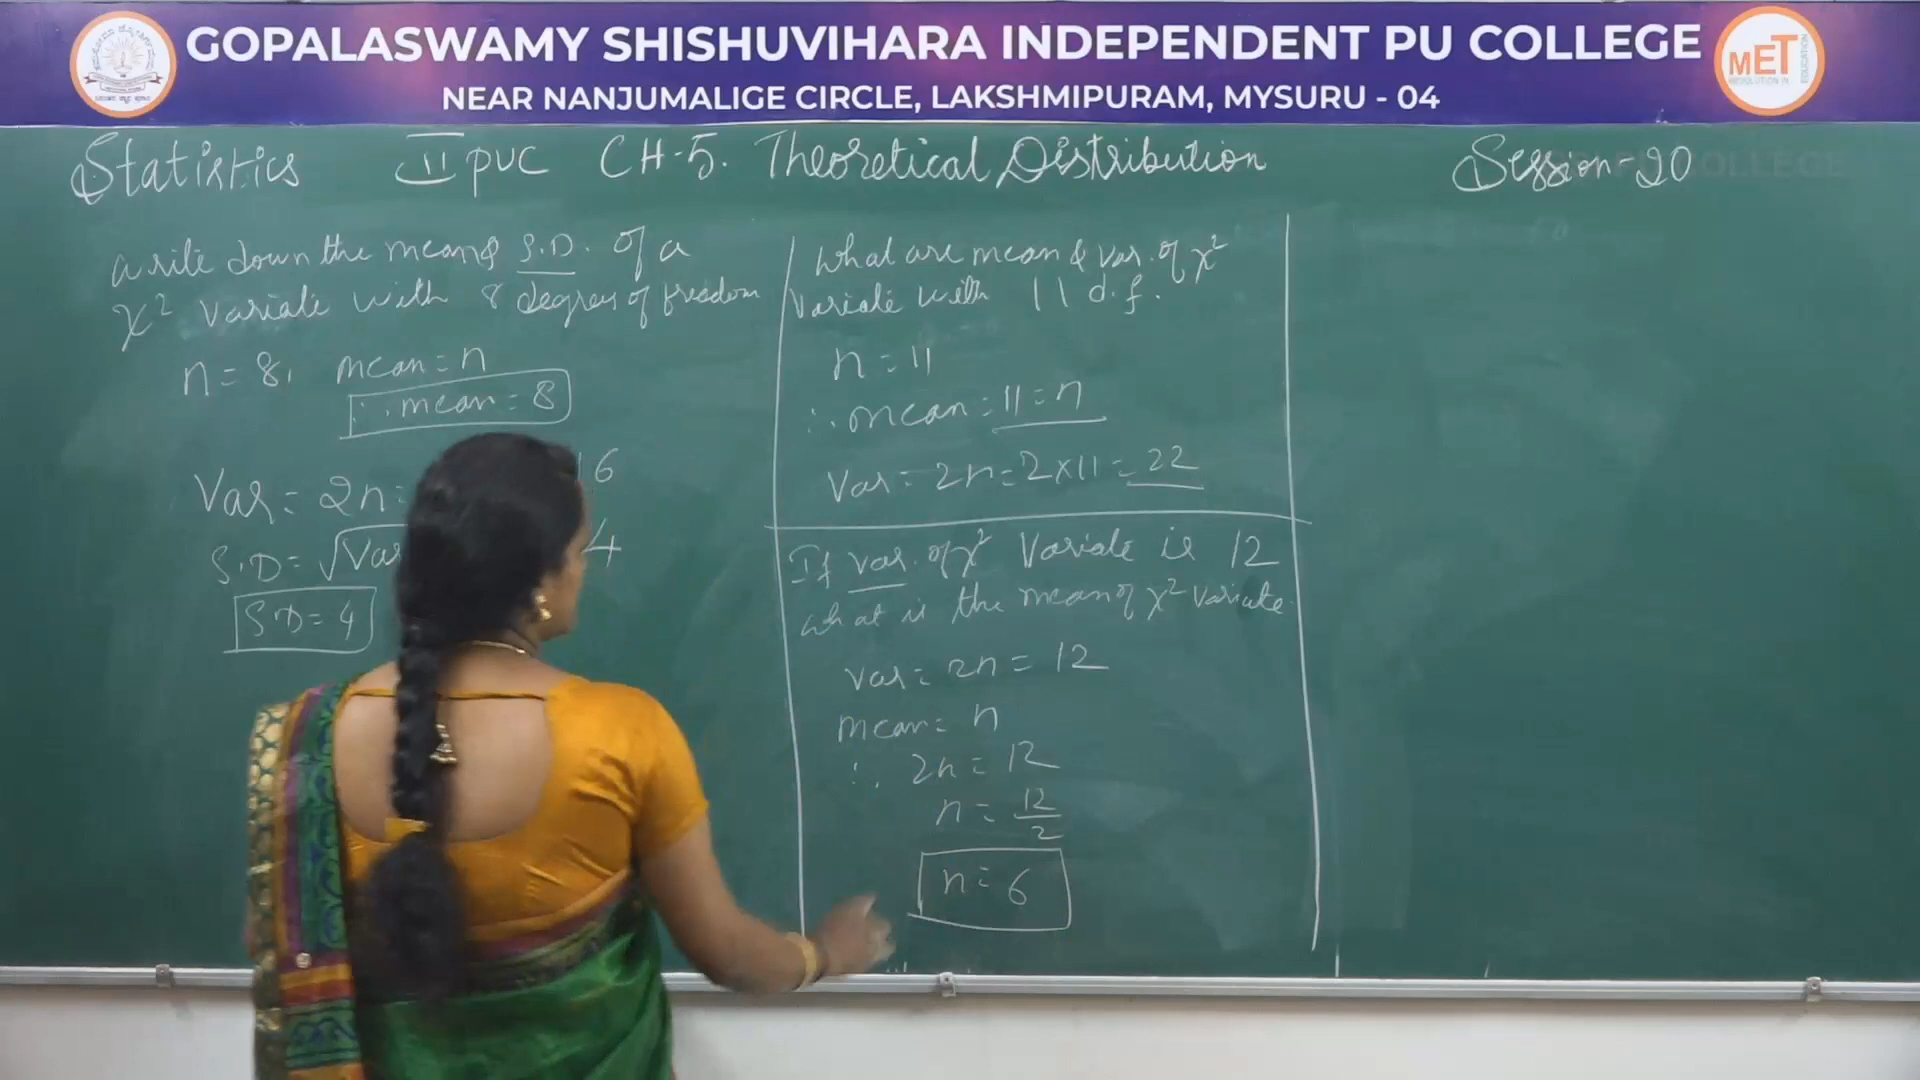 GOPALASWAMY SHISHUVIHARA INDEPENDENT PU COLLEGE
NEAR NANJUMALIGE CIRCLE, LAKSHMIPURAM, MYSURU - 04
MET
EDUCATION
Statistics II PUC CH-5. Theoretical Distribution Session-20
write down the mean & S.D. of a
χ² variate with 8 degrees of freedom
n = 8, mean = n
∴ mean = 8
Var = 2n = 16
S.D = √Var 4
S.D = 4
What are mean & var. of χ²
variate with 11 d.f.
n = 11
∴ mean = 11 = n
Var = 2n = 2×11 = 22
If var. of χ² Variate is 12
what is the mean of χ² variate
var = 2n = 12
mean = n
∴ 2n = 12
n = 12/2
n = 6